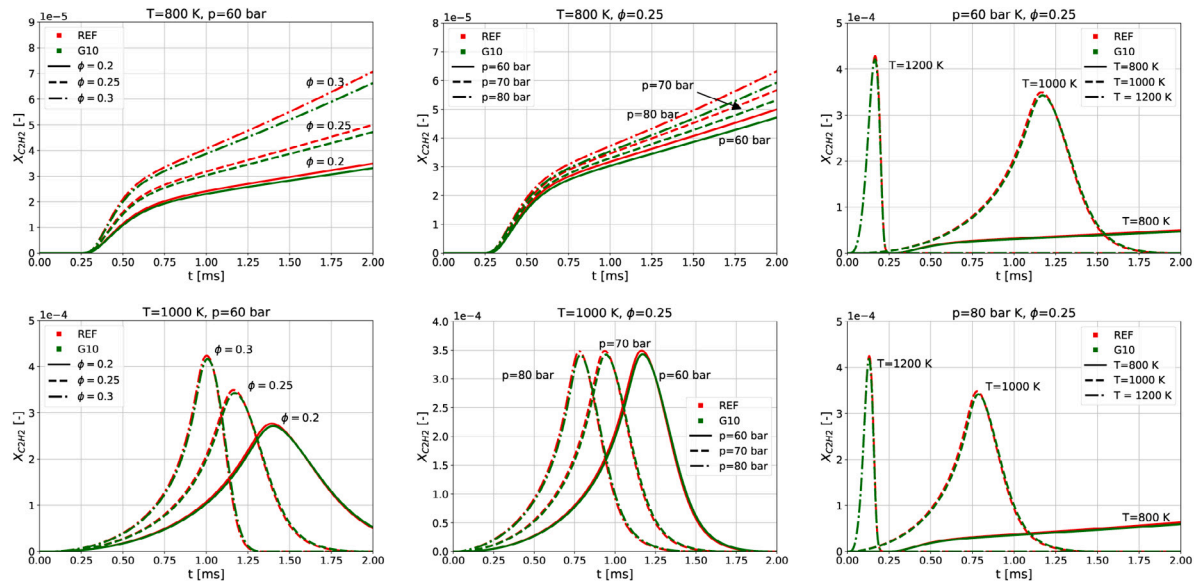 T=800 K, p=60 bar
1e−5
REF
G10
ϕ=0.2
ϕ=0.25
ϕ=0.3
ϕ=0.3
0.25
ϕ=0.2
X_C2H2 [-]
9
8
7
6
5
4
3
2
1
0
0.00 0.25 0.50 0.75 1.00 1.25 1.50 1.75 2.00
t [ms]
T=800 K, ϕ=0.25
1e−5
REF
G10
p=60 bar
p=70 bar
p=80 bar
p=70 bar
p=80 bar
p=60 bar
X_C2H2 [-]
8
7
6
5
4
3
2
1
0
0.00 0.25 0.50 0.75 1.00 1.25 1.50 1.75 2.00
t [ms]
p=60 bar K, ϕ=0.25
1e−4
REF
G10
T=800 K
T=1000 K
T = 1200 K
T=1200 K
T=1000 K
T=800 K
X_C2H2 [-]
5
4
3
2
1
0
0.00 0.25 0.50 0.75 1.00 1.25 1.50 1.75 2.00
t [ms]
T=1000 K, p=60 bar
1e−4
REF
G10
ϕ=0.2
ϕ=0.25
ϕ=0.3
ϕ=0.3
ϕ=0.25
ϕ=0.2
X_C2H2 [-]
5
4
3
2
1
0
0.00 0.25 0.50 0.75 1.00 1.25 1.50 1.75 2.00
t [ms]
T=1000 K, ϕ=0.25
1e−4
p=70 bar
p=80 bar
p=60 bar
REF
G10
p=60 bar
p=70 bar
p=80 bar
X_C2H2 [-]
4.0
3.5
3.0
2.5
2.0
1.5
1.0
0.5
0.0
0.00 0.25 0.50 0.75 1.00 1.25 1.50 1.75 2.00
t [ms]
p=80 bar K, ϕ=0.25
1e−4
REF
G10
T=800 K
T=1000 K
T = 1200 K
T=1200 K
T=1000 K
T=800 K
X_C2H2 [-]
5
4
3
2
1
0
0.00 0.25 0.50 0.75 1.00 1.25 1.50 1.75 2.00
t [ms]